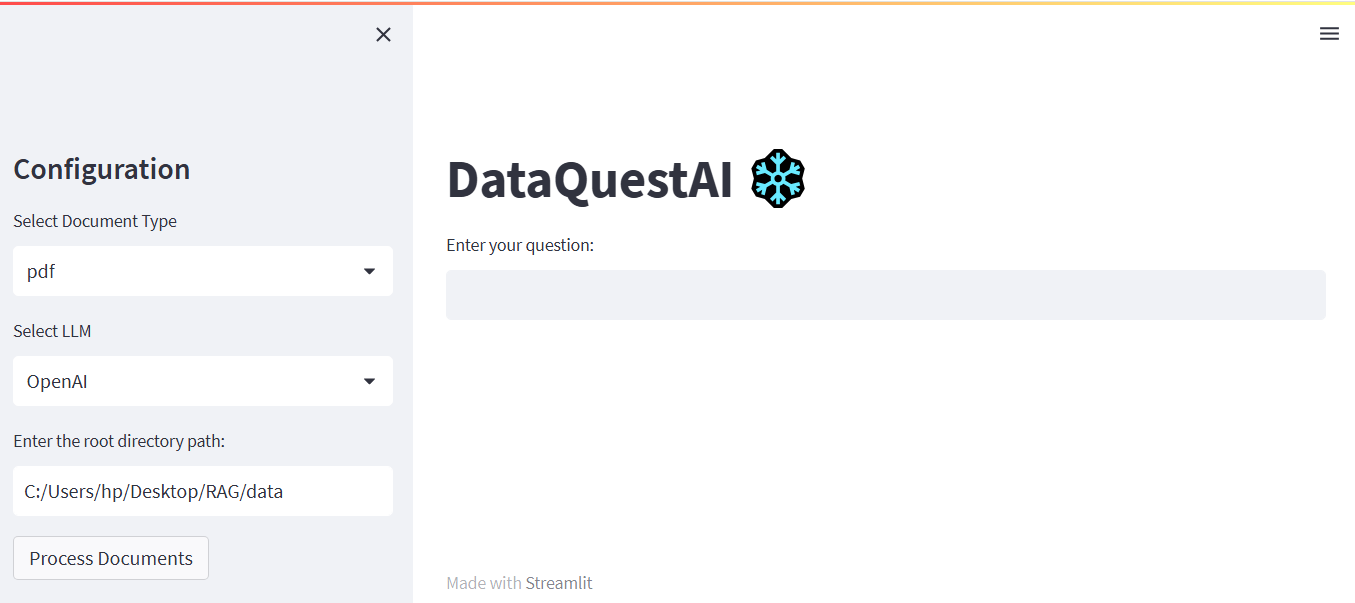 Configuration
Select Document Type
pdf
Select LLM
OpenAI
Enter the root directory path:
C:/Users/hp/Desktop/RAG/data
Process Documents
DataQuestAI
Enter your question:
Made with Streamlit